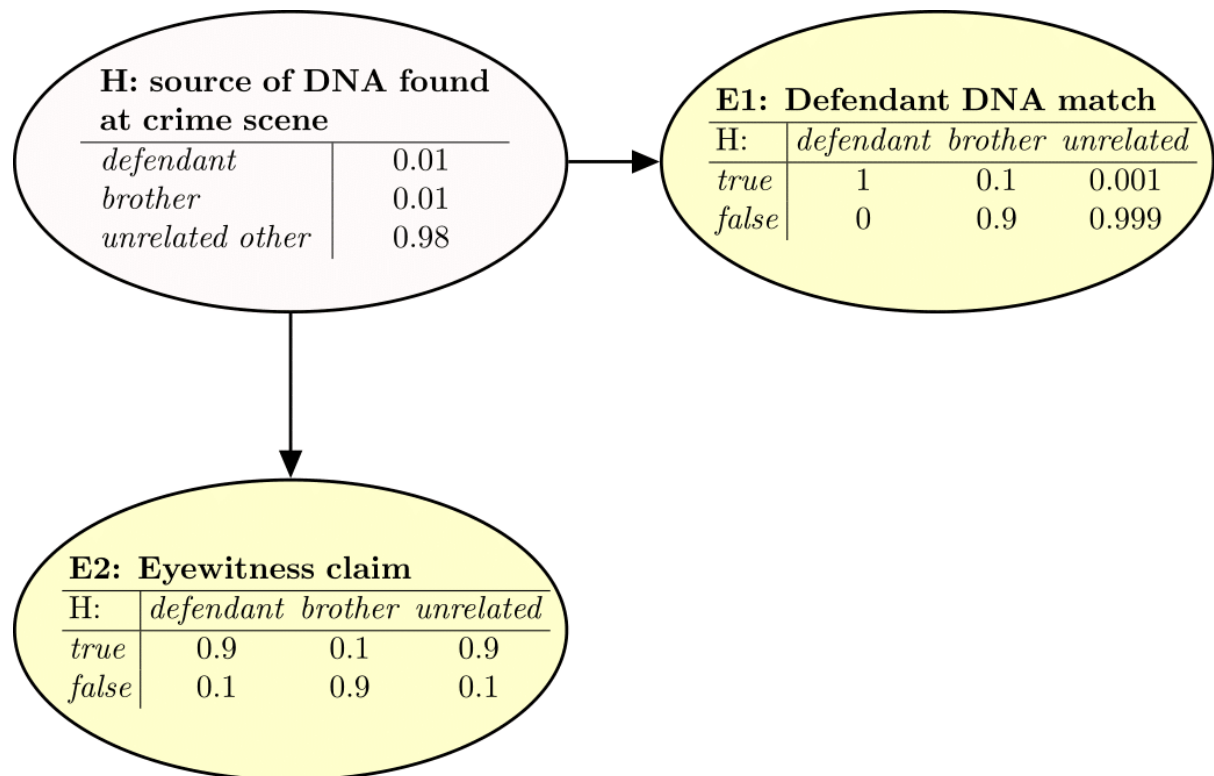 H: source of DNA found
at crime scene
defendant 0.01
brother 0.01
unrelated other 0.98
E1: Defendant DNA match
H: defendant brother unrelated
true 1 0.1 0.001
false 0 0.9 0.999
E2: Eyewitness claim
H: defendant brother unrelated
true 0.9 0.1 0.9
false 0.1 0.9 0.1